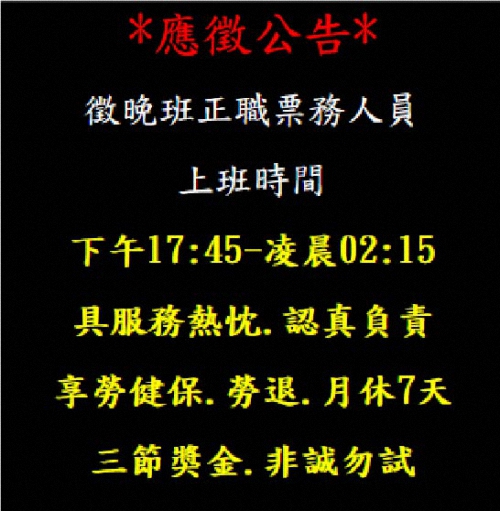 *應徵公告*
徵晚班正職票務人員
上班時間
下午17:45-凌晨02:15
具服務熱忱.認真負責
享勞健保.勞退.月休7天
三節獎金.非誠勿試